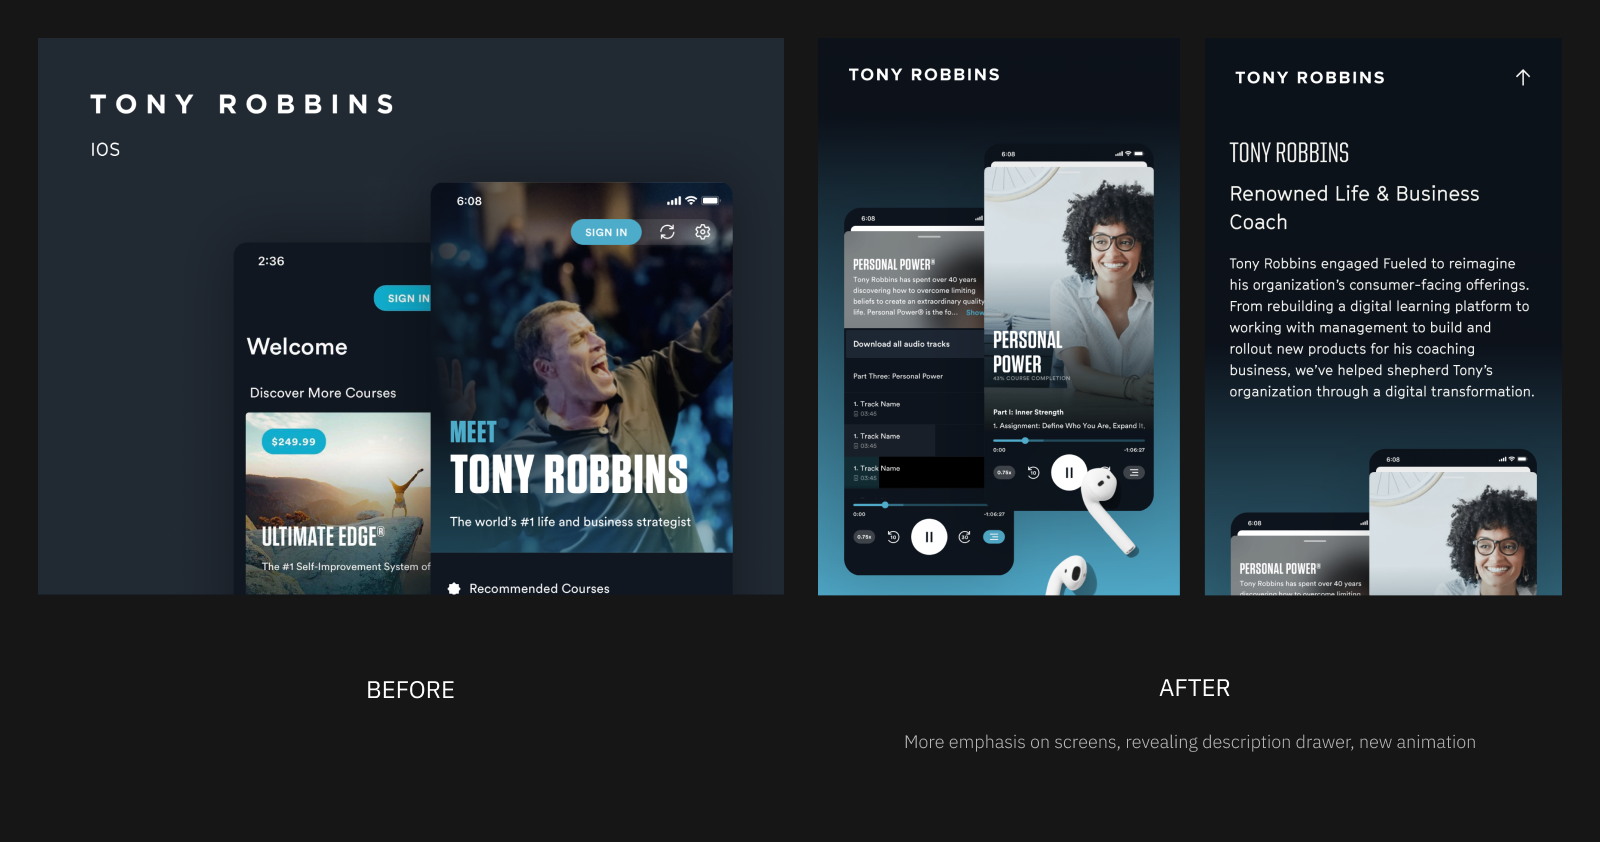 TONY ROBBINS
IOS
2:36
SIGN IN
Welcome
Discover More Courses
$249.99
ULTIMATE EDGE®
The #1 Self-Improvement System of
6:08
SIGN IN
MEET
TONY ROBBINS
The world's #1 life and business strategist
Recommended Courses
BEFORE
TONY ROBBINS
6:08
PERSONAL POWER®
Tony Robbins has spent over 40 years
discovering how to overcome limiting
beliefs to create an extraordinary quality
life. Personal Power® is the fo... Show
Download all audio tracks
Part Three: Personal Power
1. Track Name
03:45
1. Track Name
03:45
1. Track Name
03:45
0:00
-1:06:27
0.75x
10
30
6:08
PERSONAL
POWER
43% COURSE COMPLETION
Part I: Inner Strength
1. Assignment: Define Who You Are, Expand It,
0:00
-1:06:27
0.75x
10
TONY ROBBINS
TONY ROBBINS
Renowned Life & Business
Coach
Tony Robbins engaged Fueled to reimagine
his organization's consumer-facing offerings.
From rebuilding a digital learning platform to
working with management to build and
rollout new products for his coaching
business, we've helped shepherd Tony's
organization through a digital transformation.
6:08
PERSONAL POWER®
Tony Robbins has spent over 40 years
discovering how to overcome limiting
6:08
AFTER
More emphasis on screens, revealing description drawer, new animation